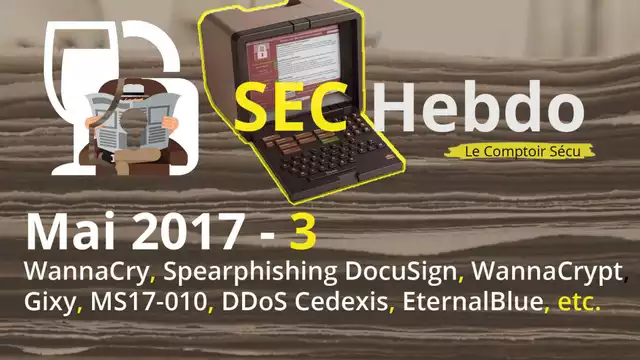 SEC Hebdo
Le Comptoir Sécu
Mai 2017 - 3
WannaCry, Spearphishing DocuSign, WannaCrypt,
Gixy, MS17-010, DDoS Cedexis, EternalBlue, etc.